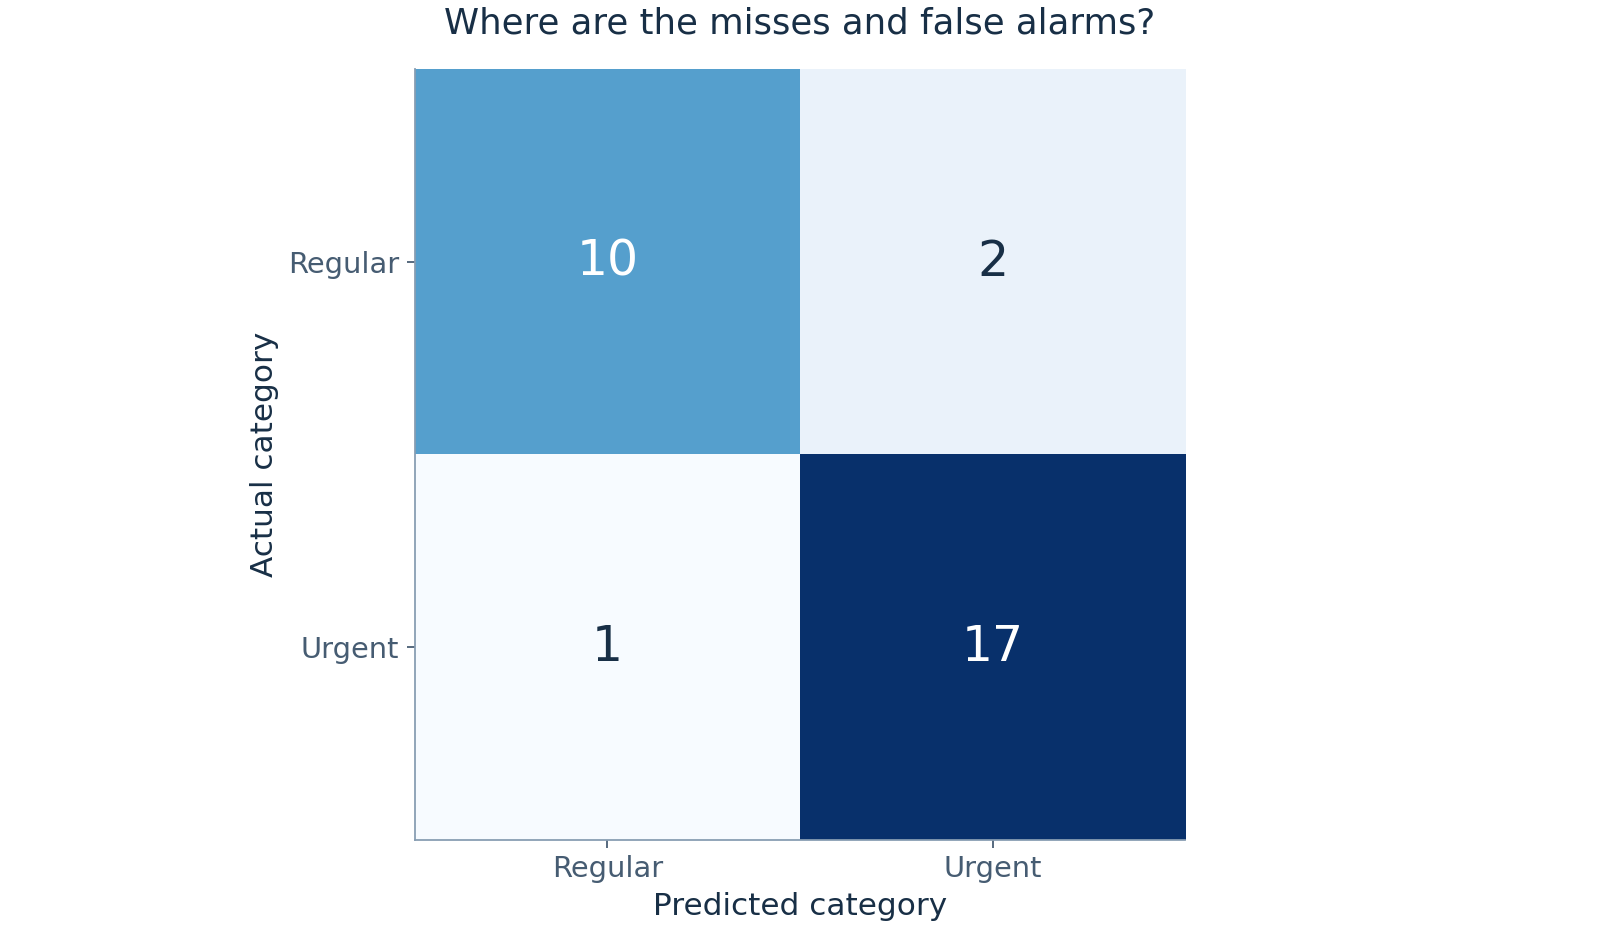 Where are the misses and false alarms?
Actual category
Regular
10
2
Urgent
1
17
Regular
Urgent
Predicted category